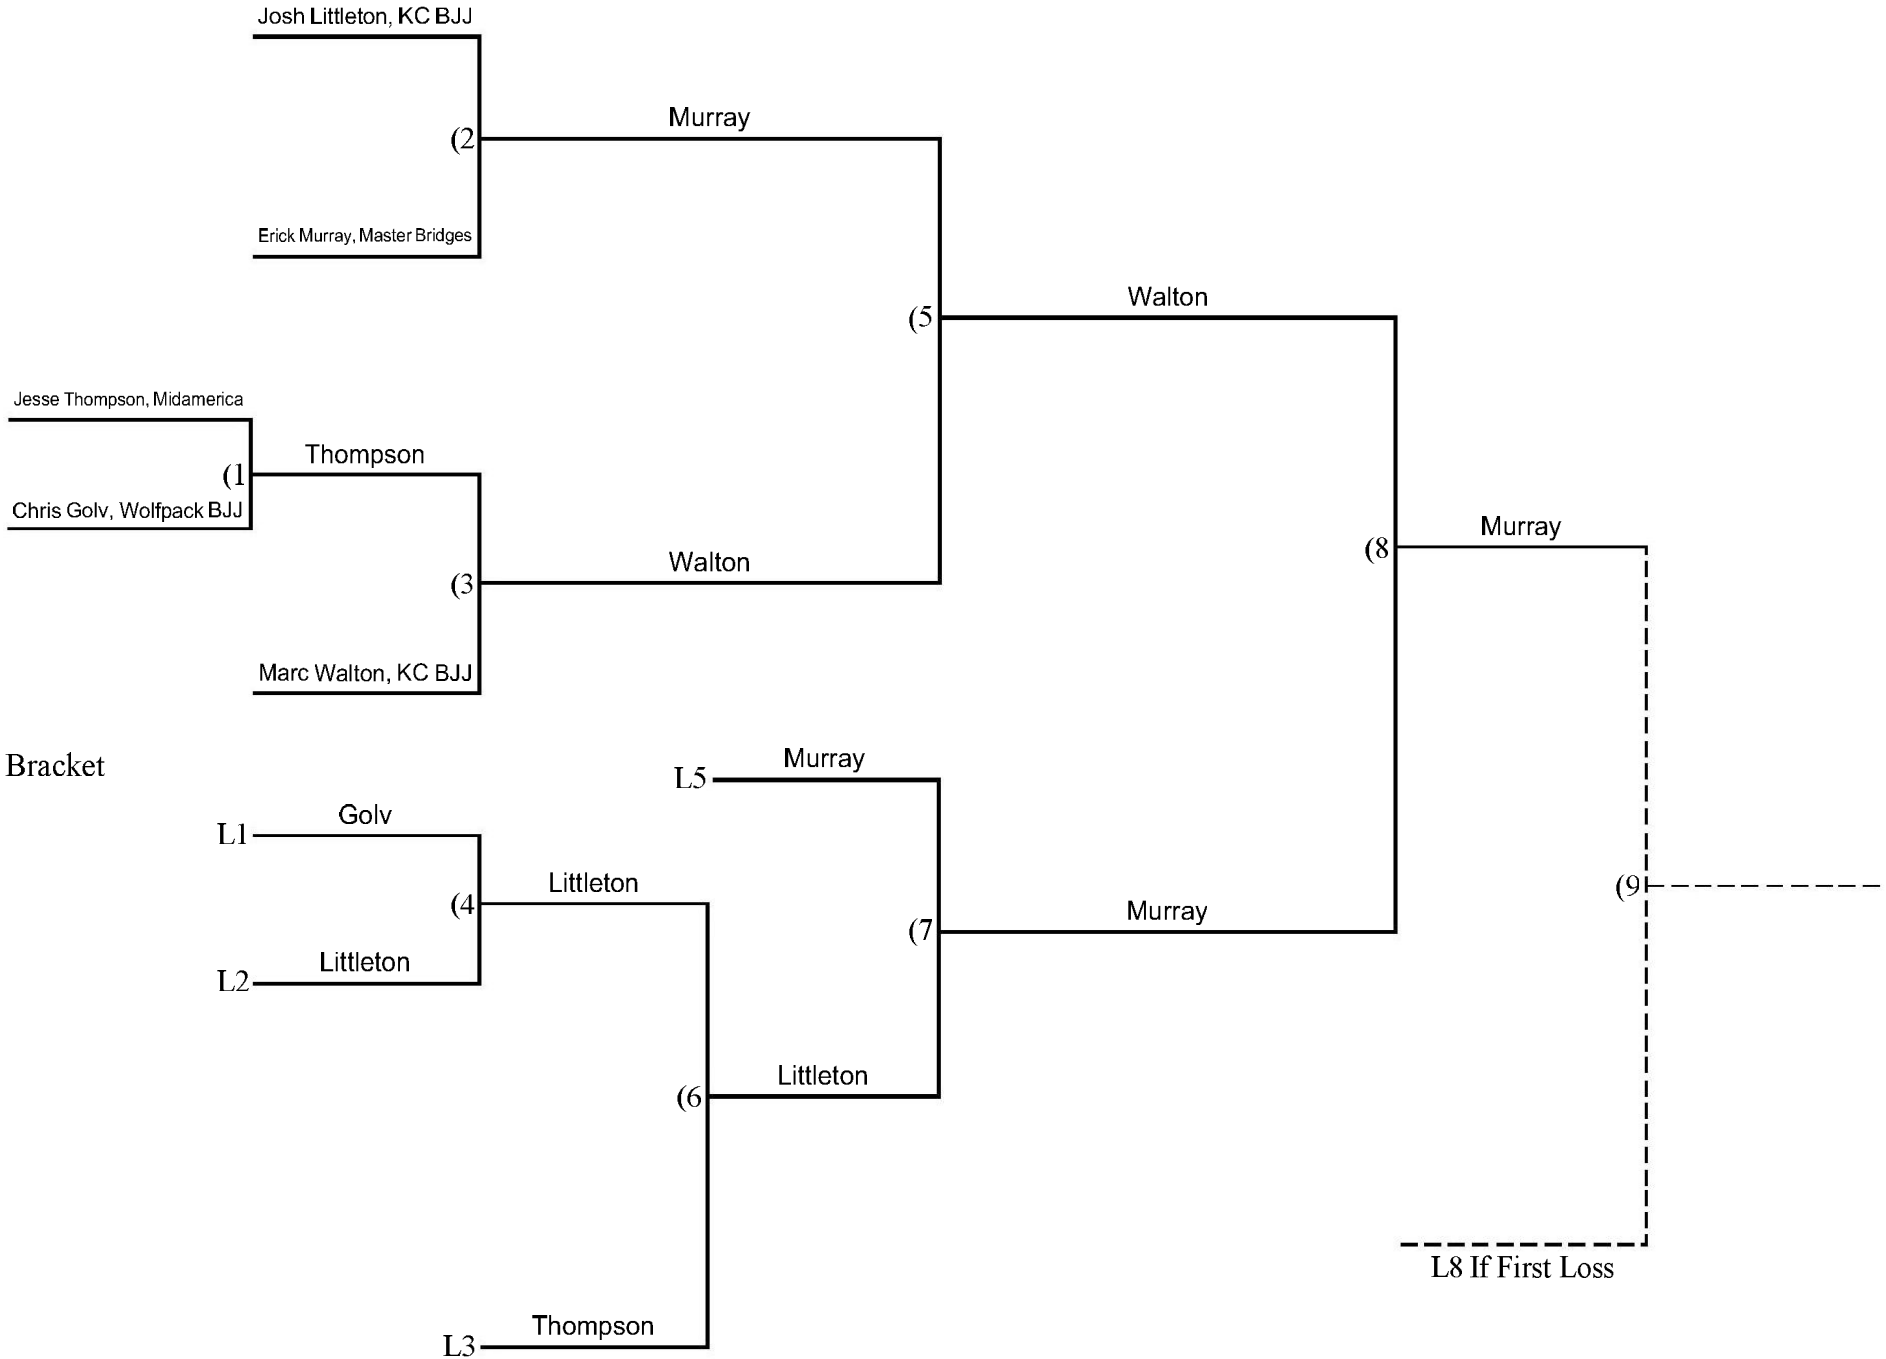 Josh Littleton, KC BJJ
Murray
(2
Erick Murray, Master Bridges
Walton
(5
Jesse Thompson, Midamerica
Thompson
(1
Chris Golv, Wolfpack BJJ
Murray
(8
Walton
(3
Marc Walton, KC BJJ
Bracket
Murray
L5
Golv
L1
Littleton
(4
(9
Murray
(7
Littleton
L2
Littleton
(6
L8 If First Loss
Thompson
L3